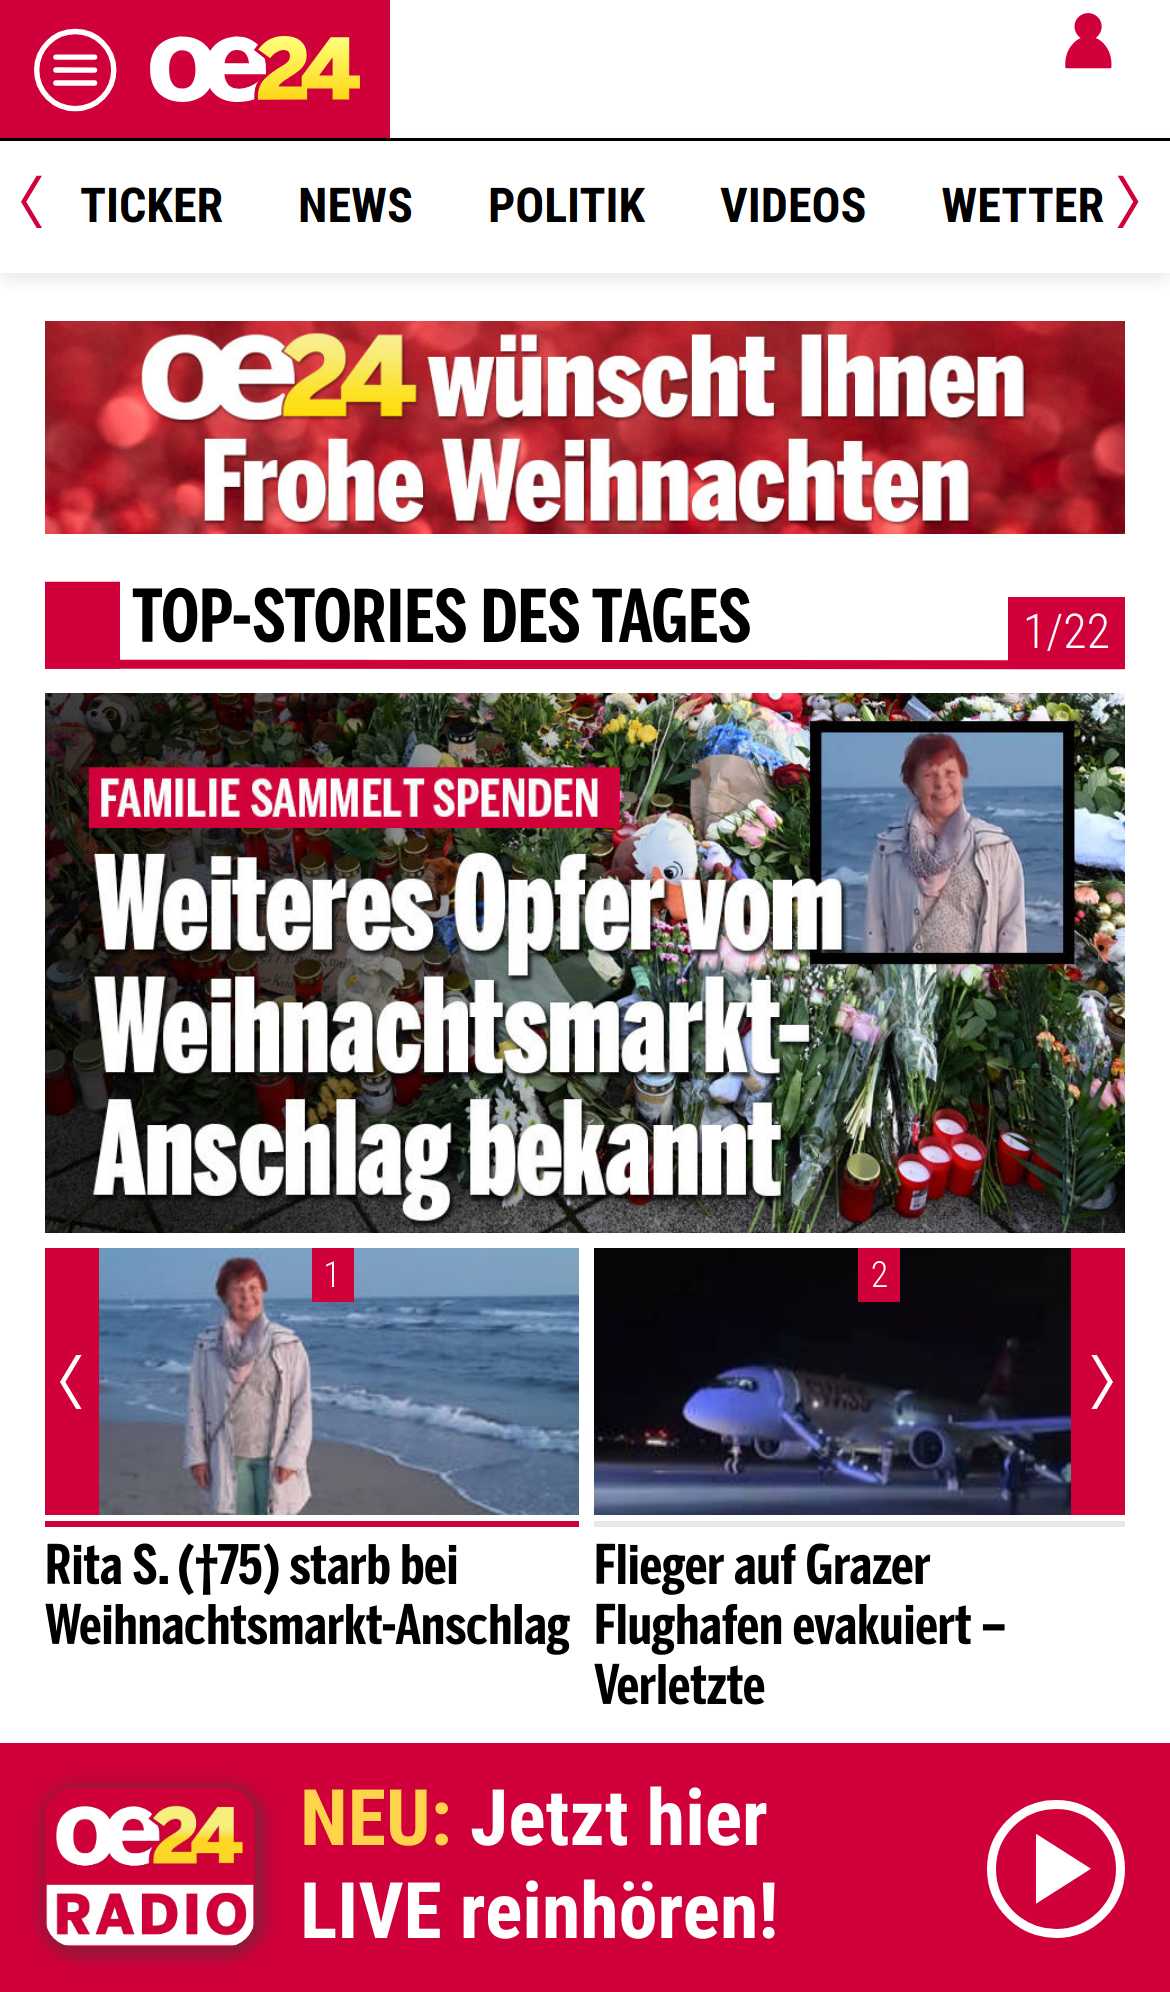 oe24
TICKER NEWS POLITIK VIDEOS WETTER
oe24 wünscht Ihnen
Frohe Weihnachten
TOP-STORIES DES TAGES
1/22
FAMILIE SAMMELT SPENDEN
Weiteres Opfer vom
Weihnachtsmarkt-
Anschlag bekannt
1
Rita S. (†75) starb bei
Weihnachtsmarkt-Anschlag
2
swiss
Flieger auf Grazer
Flughafen evakuiert –
Verletzte
oe24
RADIO
NEU: Jetzt hier
LIVE reinhören!